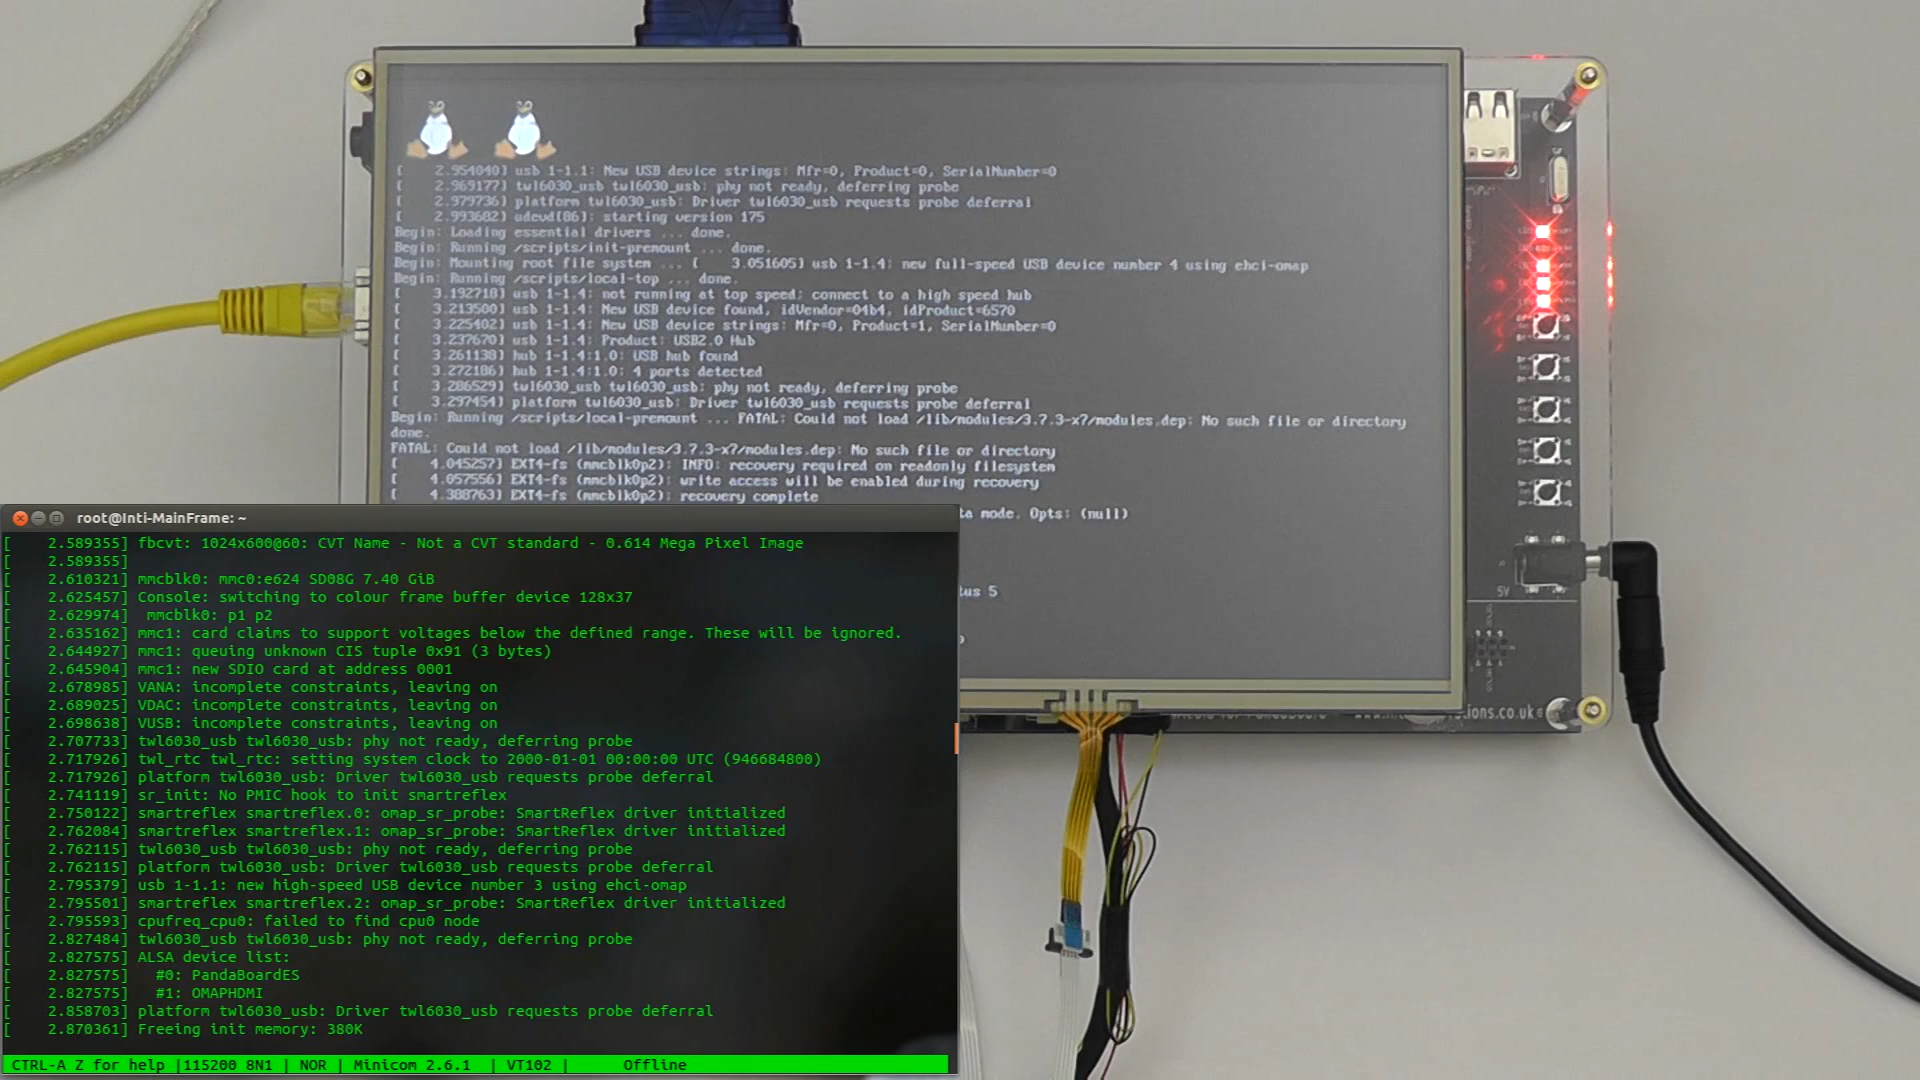 [    2.954040] usb 1-1.1: New USB device strings: Mfr=0, Product=0, SerialNumber=0
[    2.969177] twl6030_usb twl6030_usb: phy not ready, deferring probe
[    2.979736] platform twl6030_usb: Driver twl6030_usb requests probe deferral
[    2.993682] udevd[86]: starting version 175
Begin: Loading essential drivers ... done.
Begin: Running /scripts/init-premount ... done.
Begin: Mounting root file system ... [    3.051605] usb 1-1.4: new full-speed USB device number 4 using ehci-omap
Begin: Running /scripts/local-top ... done.
[    3.192718] usb 1-1.4: not running at top speed; connect to a high speed hub
[    3.213500] usb 1-1.4: New USB device found, idVendor=04b4, idProduct=6570
[    3.225402] usb 1-1.4: New USB device strings: Mfr=0, Product=1, SerialNumber=0
[    3.237670] usb 1-1.4: Product: USB2.0 Hub
[    3.261138] hub 1-1.4:1.0: USB hub found
[    3.272186] hub 1-1.4:1.0: 4 ports detected
[    3.286529] twl6030_usb twl6030_usb: phy not ready, deferring probe
[    3.297454] platform twl6030_usb: Driver twl6030_usb requests probe deferral
Begin: Running /scripts/local-premount ... FATAL: Could not load /lib/modules/3.7.3-x7/modules.dep: No such file or directory
done.
FATAL: Could not load /lib/modules/3.7.3-x7/modules.dep: No such file or directory
[    4.045257] EXT4-fs (mmcblk0p2): INFO: recovery required on readonly filesystem
[    4.057556] EXT4-fs (mmcblk0p2): write access will be enabled during recovery
[    4.388763] EXT4-fs (mmcblk0p2): recovery complete
ta mode. Opts: (null)
tus 5
5V
root@Inti-MainFrame: ~
[    2.589355] fbcvt: 1024x600@60: CVT Name - Not a CVT standard - 0.614 Mega Pixel Image
[    2.589355]
[    2.610321] mmcblk0: mmc0:e624 SD08G 7.40 GiB
[    2.625457] Console: switching to colour frame buffer device 128x37
[    2.629974]  mmcblk0: p1 p2
[    2.635162] mmc1: card claims to support voltages below the defined range. These will be ignored.
[    2.644927] mmc1: queuing unknown CIS tuple 0x91 (3 bytes)
[    2.645904] mmc1: new SDIO card at address 0001
[    2.678985] VANA: incomplete constraints, leaving on
[    2.689025] VDAC: incomplete constraints, leaving on
[    2.698638] VUSB: incomplete constraints, leaving on
[    2.707733] twl6030_usb twl6030_usb: phy not ready, deferring probe
[    2.717926] twl_rtc twl_rtc: setting system clock to 2000-01-01 00:00:00 UTC (946684800)
[    2.717926] platform twl6030_usb: Driver twl6030_usb requests probe deferral
[    2.741119] sr_init: No PMIC hook to init smartreflex
[    2.750122] smartreflex smartreflex.0: omap_sr_probe: SmartReflex driver initialized
[    2.762084] smartreflex smartreflex.1: omap_sr_probe: SmartReflex driver initialized
[    2.762115] twl6030_usb twl6030_usb: phy not ready, deferring probe
[    2.762115] platform twl6030_usb: Driver twl6030_usb requests probe deferral
[    2.795379] usb 1-1.1: new high-speed USB device number 3 using ehci-omap
[    2.795501] smartreflex smartreflex.2: omap_sr_probe: SmartReflex driver initialized
[    2.795593] cpufreq_cpu0: failed to find cpu0 node
[    2.827484] twl6030_usb twl6030_usb: phy not ready, deferring probe
[    2.827575] ALSA device list:
[    2.827575]   #0: PandaBoardES
[    2.827575]   #1: OMAPHDMI
[    2.858703] platform twl6030_usb: Driver twl6030_usb requests probe deferral
[    2.870361] Freeing init memory: 380K
CTRL-A Z for help |115200 8N1 | NOR | Minicom 2.6.1  | VT102 |      Offline